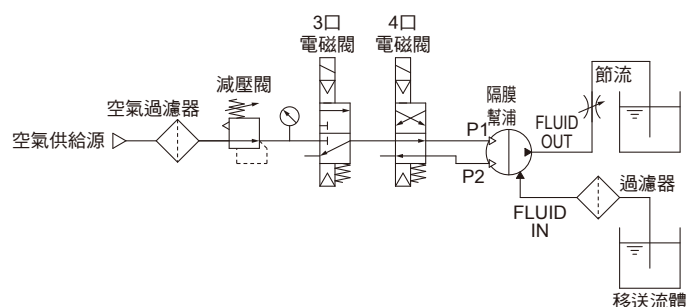 3口
電磁閥
4口
電磁閥
減壓閥
空氣過濾器
空氣供給源
隔膜
幫浦
P1
P2
節流
FLUID
OUT
過濾器
FLUID
IN
移送流體